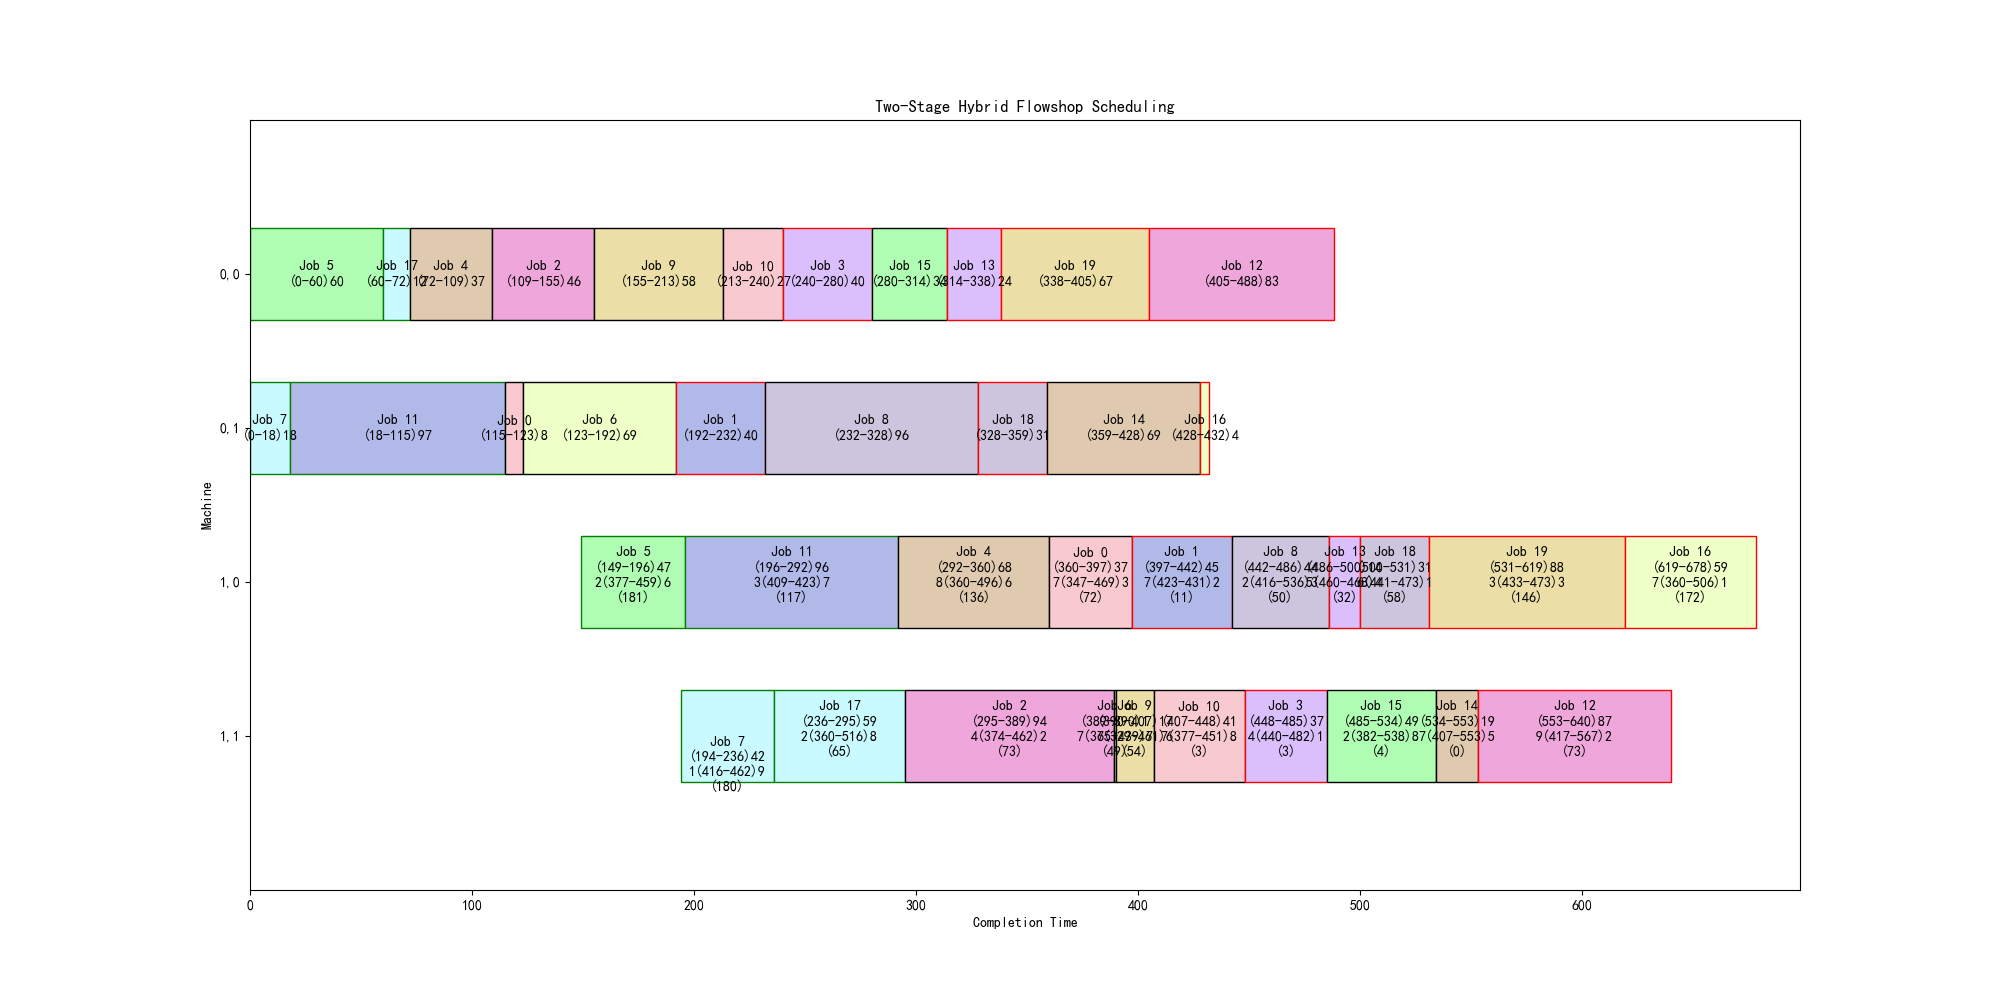 Two-Stage Hybrid Flowshop Scheduling
Machine
0,0
Job 5
(0-60)60
Job 17
(60-72)12
Job 4
(72-109)37
Job 2
(109-155)46
Job 9
(155-213)58
Job 10
(213-240)27
Job 3
(240-280)40
Job 15
(280-314)34
Job 13
(314-338)24
Job 19
(338-405)67
Job 12
(405-488)83
0,1
Job 7
(0-18)18
Job 11
(18-115)97
Job 0
(115-123)8
Job 6
(123-192)69
Job 1
(192-232)40
Job 8
(232-328)96
Job 18
(328-359)31
Job 14
(359-428)69
Job 16
(428-432)4
1,0
Job 5
(149-196)47
2(377-459)6
(181)
Job 11
(196-292)96
3(409-423)7
(117)
Job 4
(292-360)68
8(360-496)6
(136)
Job 0
(360-397)37
7(347-469)3
(72)
Job 1
(397-442)45
7(423-431)2
(11)
Job 8
(442-486)44
2(416-536)3
(50)
Job 13
(486-500)14
(32)
Job 18
(500-531)31
(58)
Job 19
(531-619)88
3(433-473)3
(146)
Job 16
(619-678)59
7(360-506)1
(172)
1,1
Job 7
(194-236)42
1(416-462)9
(180)
Job 17
(236-295)59
2(360-516)8
(65)
Job 2
(295-389)94
4(374-462)2
(73)
Job 6
(49)
Job 9
(54)
Job 10
(407-448)41
7(377-451)8
(3)
Job 3
(448-485)37
4(440-482)1
(3)
Job 15
(485-534)49
2(382-538)8
(4)
Job 14
(534-553)19
7(407-553)5
(0)
Job 12
(553-640)87
9(417-567)2
(73)
0
100
200
300
400
500
600
Completion Time